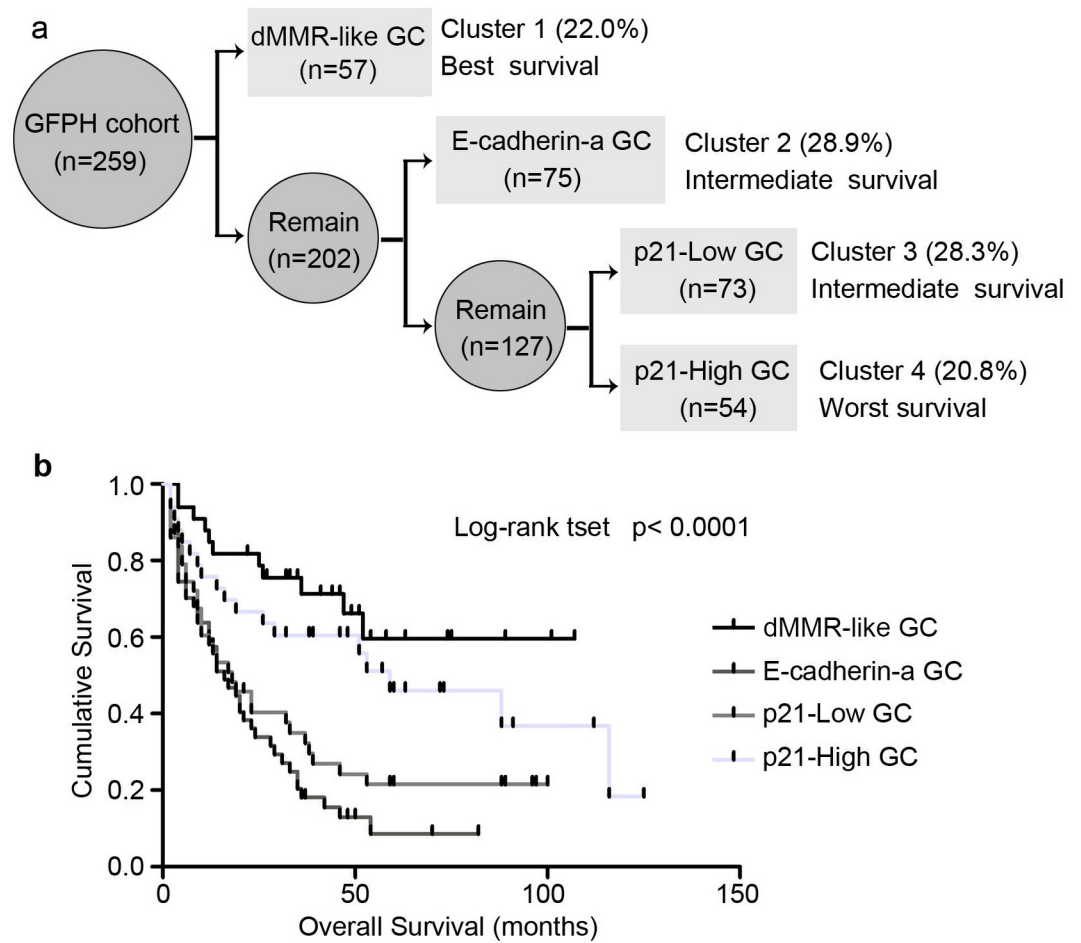 a
GFPH cohort
(n=259)
dMMR-like GC
(n=57)
Cluster 1 (22.0%)
Best survival
Remain
(n=202)
E-cadherin-a GC
(n=75)
Cluster 2 (28.9%)
Intermediate survival
Remain
(n=127)
p21-Low GC
(n=73)
Cluster 3 (28.3%)
Intermediate survival
p21-High GC
(n=54)
Cluster 4 (20.8%)
Worst survival
b
Cumulative Survival
1.0
0.8
0.6
0.4
0.2
0.0
0
50
100
150
Overall Survival (months)
Log-rank tset p< 0.0001
dMMR-like GC
E-cadherin-a GC
p21-Low GC
p21-High GC